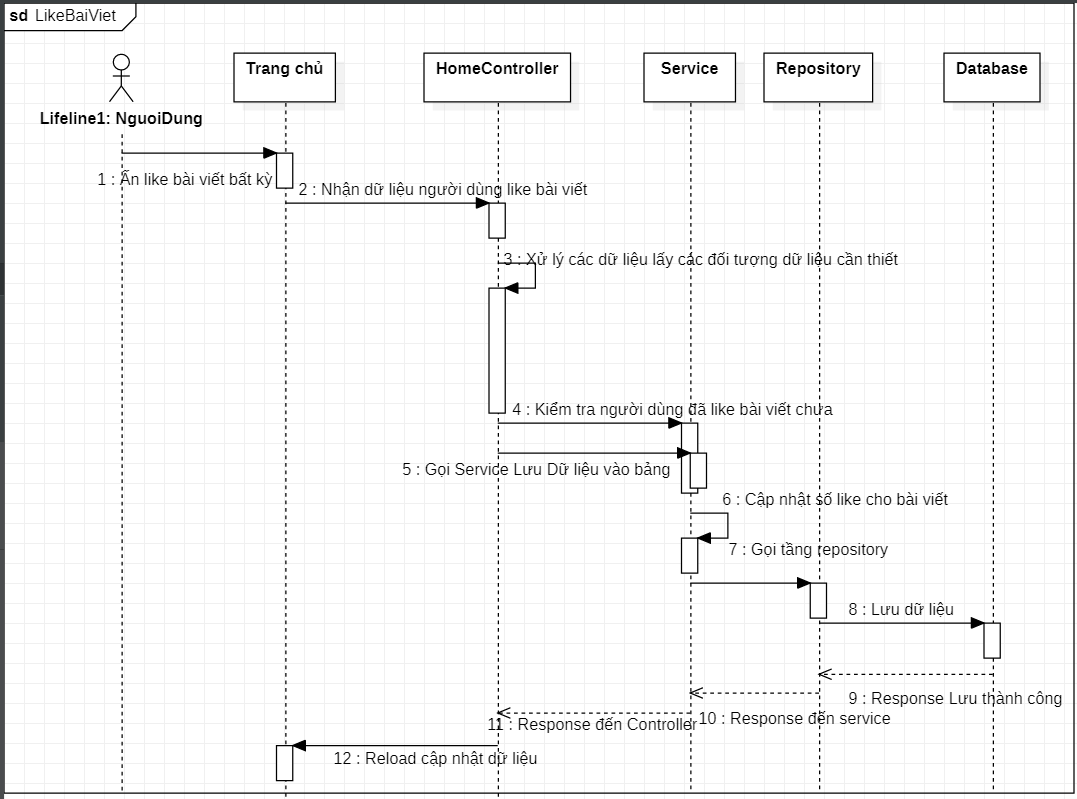 sd LikeBaiViet
Trang chủ
HomeController
Service
Repository
Database
Lifeline1: NguoiDung
1 : Ấn like bài viết bất kỳ
2 : Nhận dữ liệu người dùng like bài viết
3 : Xử lý các dữ liệu lấy các đối tượng dữ liệu cần thiết
4 : Kiểm tra người dùng đã like bài viết chưa
5 : Gọi Service Lưu Dữ liệu vào bảng
6 : Cập nhật số like cho bài viết
7 : Gọi tầng repository
8 : Lưu dữ liệu
9 : Response Lưu thành công
10 : Response đến service
11 : Response đến Controller
12 : Reload cập nhật dữ liệu